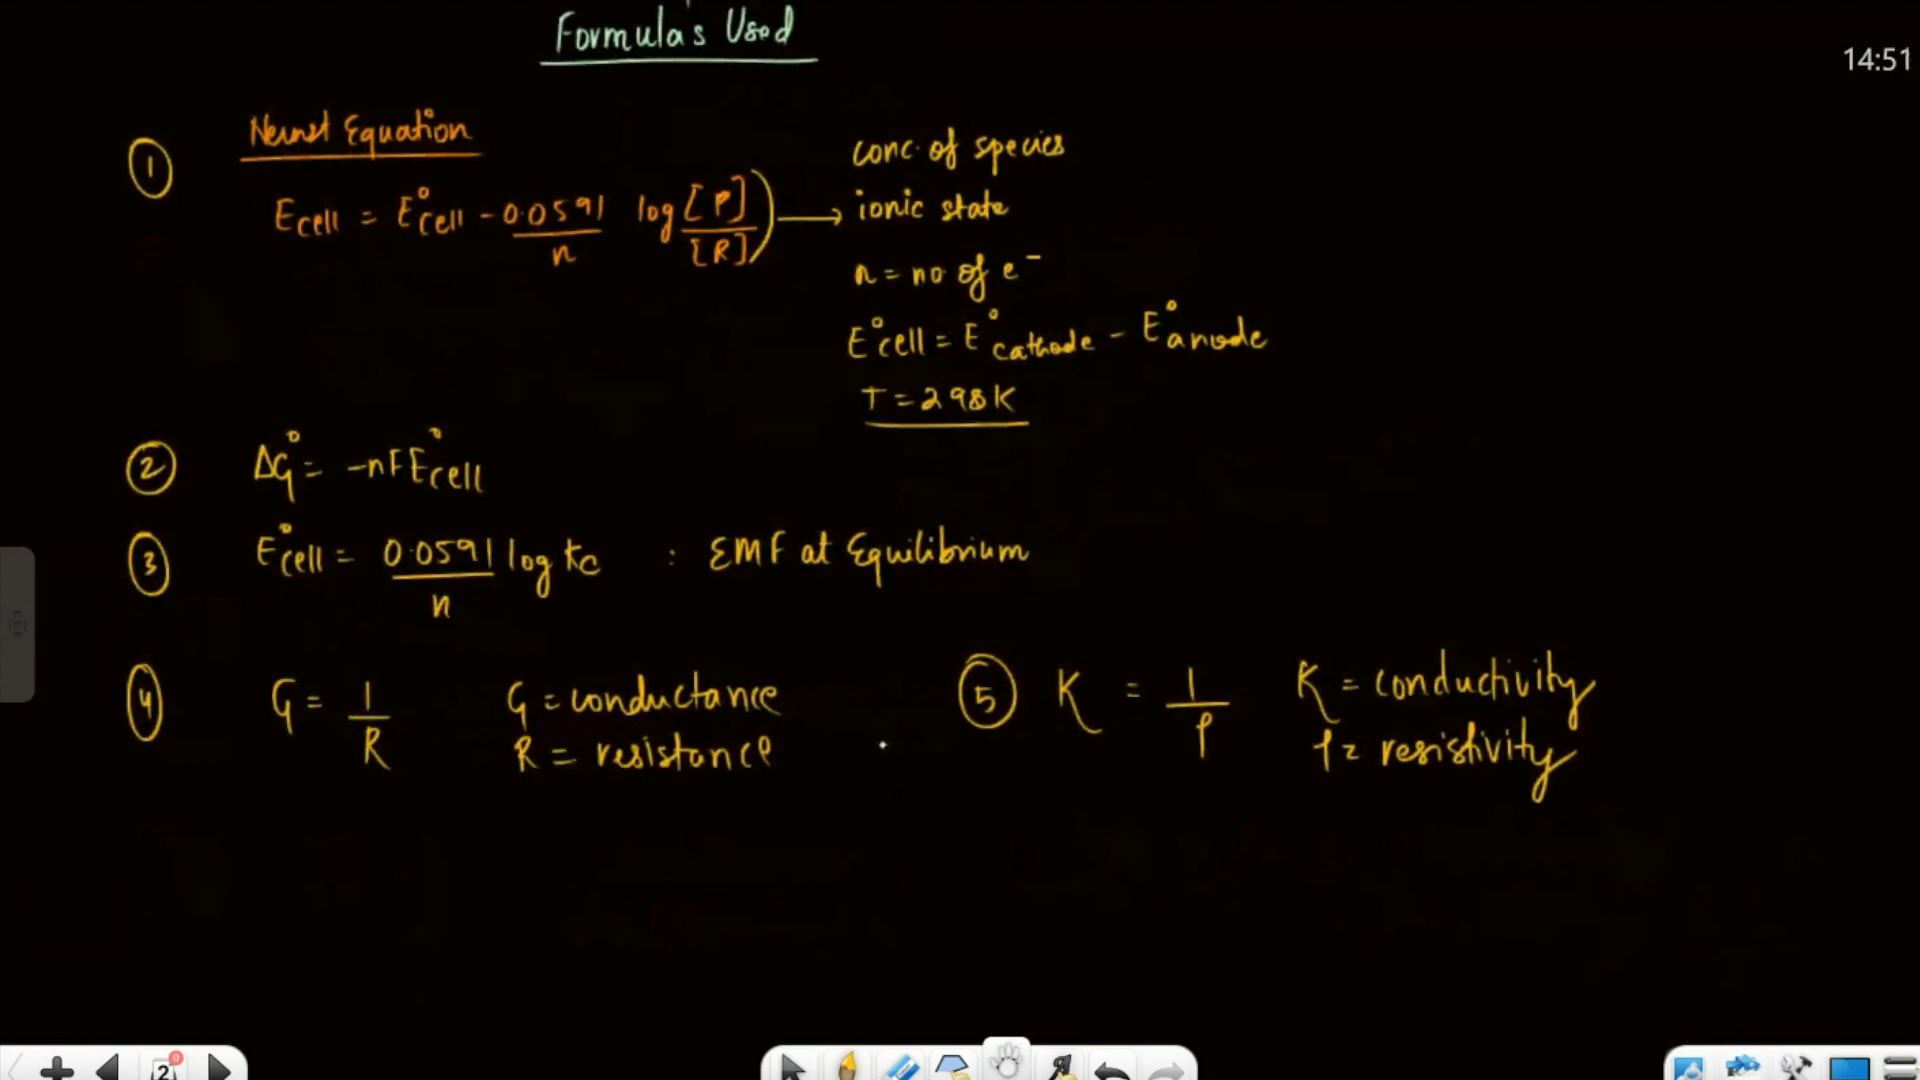 Formula's Used
14:51
① Nernst Equation
Ecell = E°cell - 0.0591/n log [P]/[R] →
conc. of species
ionic state
n = no of e⁻
E°cell = E°cathode - E°anode
T = 298K
② ΔG° = -nFE°cell
③ E°cell = 0.0591/n log Kc : EMF at Equilibrium
④ G = 1/R G = conductance
R = resistance
⑤ K = 1/ρ K = conductivity
ρ = resistivity
2
0